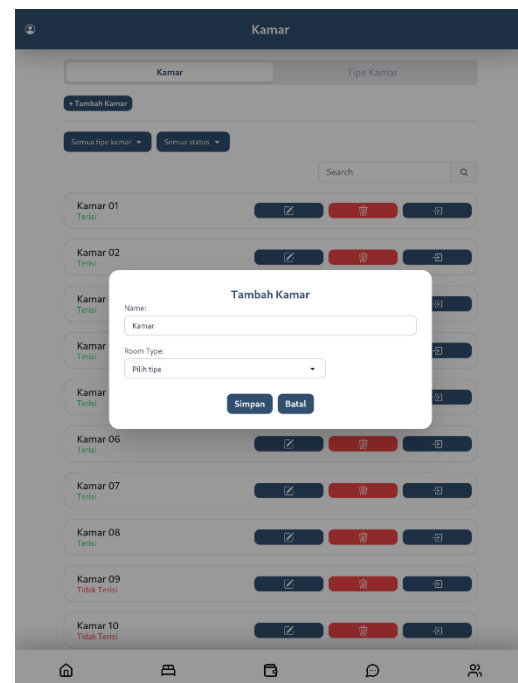 Kamar
Kamar
Tipe Kamar
+ Tambah Kamar
Semua tipe kamar
Semua status
Search
Kamar 01
Terisi
Kamar 02
Terisi
Kamar
Terisi
Kamar
Terisi
Kamar
Terisi
Tambah Kamar
Name:
Kamar
Room Type:
Pilih tipe
Simpan
Batal
Kamar 06
Terisi
Kamar 07
Terisi
Kamar 08
Terisi
Kamar 09
Tidak Terisi
Kamar 10
Tidak Terisi